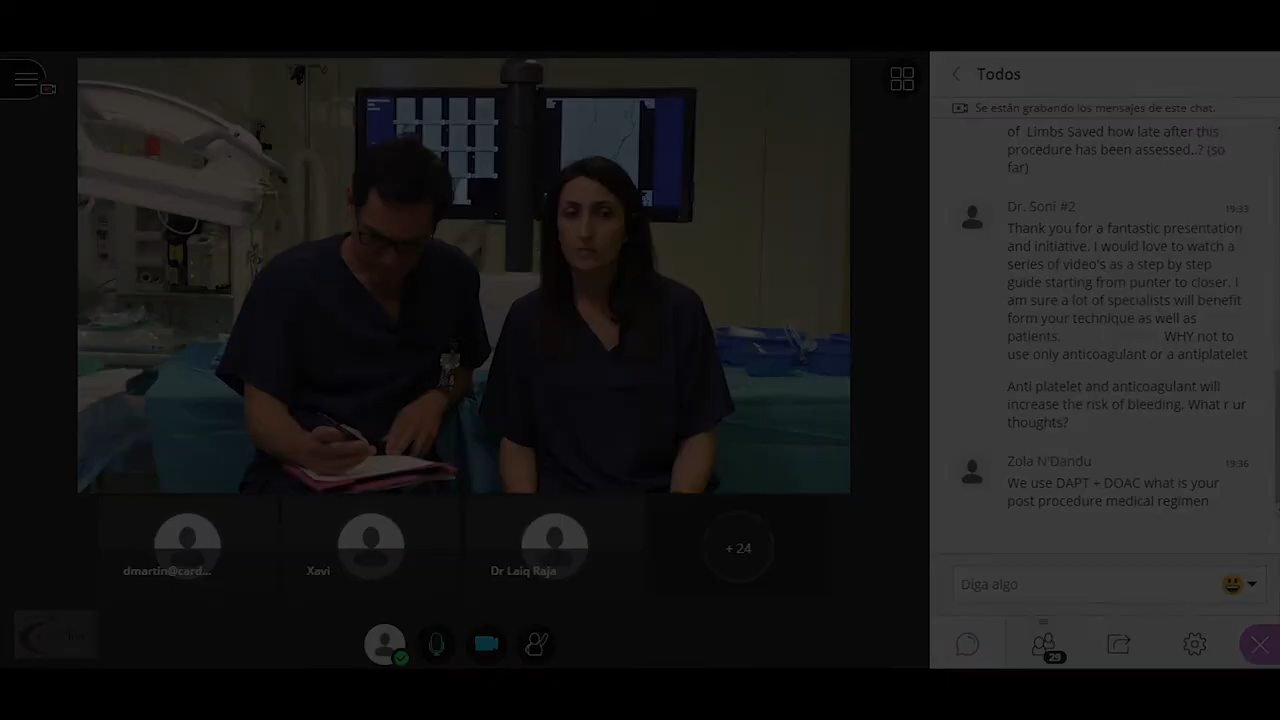 Todos
Se están grabando los mensajes de este chat.
of Limbs Saved how late after this
procedure has been assessed..? (so
far)
Dr. Soni #2
19:33
Thank you for a fantastic presentation
and initiative. I would love to watch a
series of video's as a step by step
guide starting from punter to closer. I
am sure a lot of specialists will benefit
form your technique as well as
patients. WHY not to
use only anticoagulant or a antiplatelet
Anti platelet and anticoagulant will
increase the risk of bleeding. What r ur
thoughts?
Zola N'Dandu
19:36
We use DAPT + DOAC what is your
post procedure medical regimen
dmartin@card...
Xavi
Dr Laiq Raja
+ 24
Diga algo
29